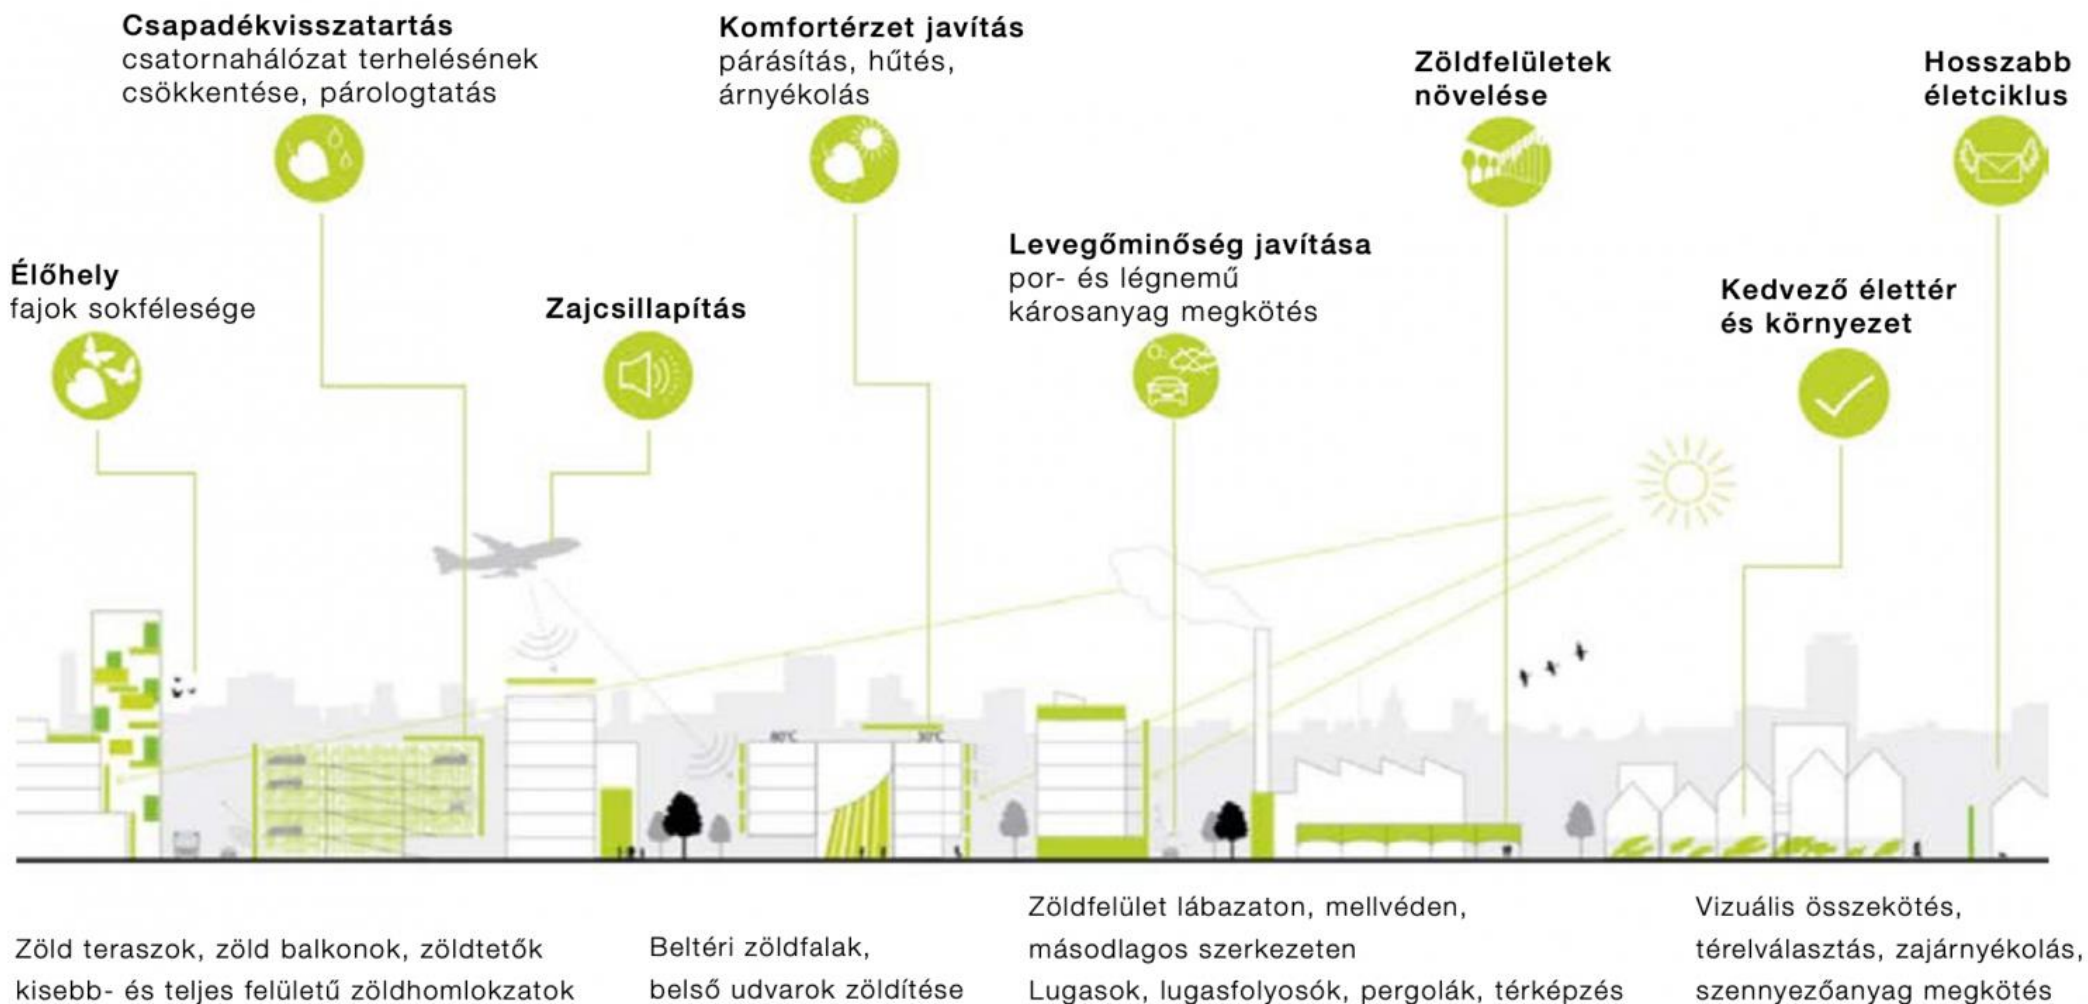 Csapadékvisszatartás
csatornahálózat terhelésének
csökkentése, párologtatás
Komfortérzet javítás
párásítás, hűtés,
árnyékolás
Zöldfelületek
növelése
Hosszabb
életciklus
Élőhely
fajok sokfélesége
Zajcsillapítás
Levegőminőség javítása
por- és légnemű
károsanyag megkötés
Kedvező élettér
és környezet
80°C
30°C
Zöld teraszok, zöld balkonok, zöldtetők
kisebb- és teljes felületű zöldhomlokzatok
Beltéri zöldfalak,
belső udvarok zöldítése
Zöldfelület lábazaton, mellvéden,
másodlagos szerkezeten
Lugasok, lugasfolyosók, pergolák, térképzés
Vizuális összekötés,
térelválasztás, zajárnyékolás,
szennyezőanyag megkötés